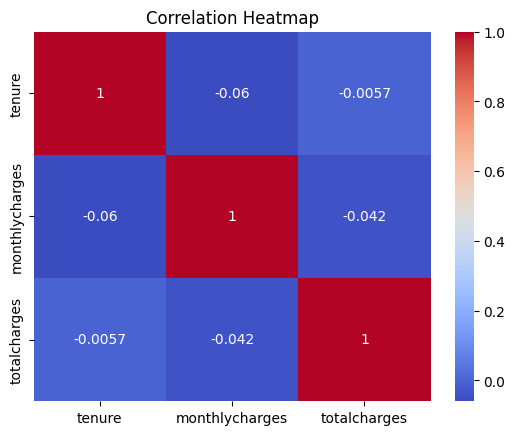 Correlation Heatmap
tenure
1
-0.06
-0.0057
monthlycharges
-0.06
1
-0.042
totalcharges
-0.0057
-0.042
1
tenure
monthlycharges
totalcharges
1.0
0.8
0.6
0.4
0.2
0.0